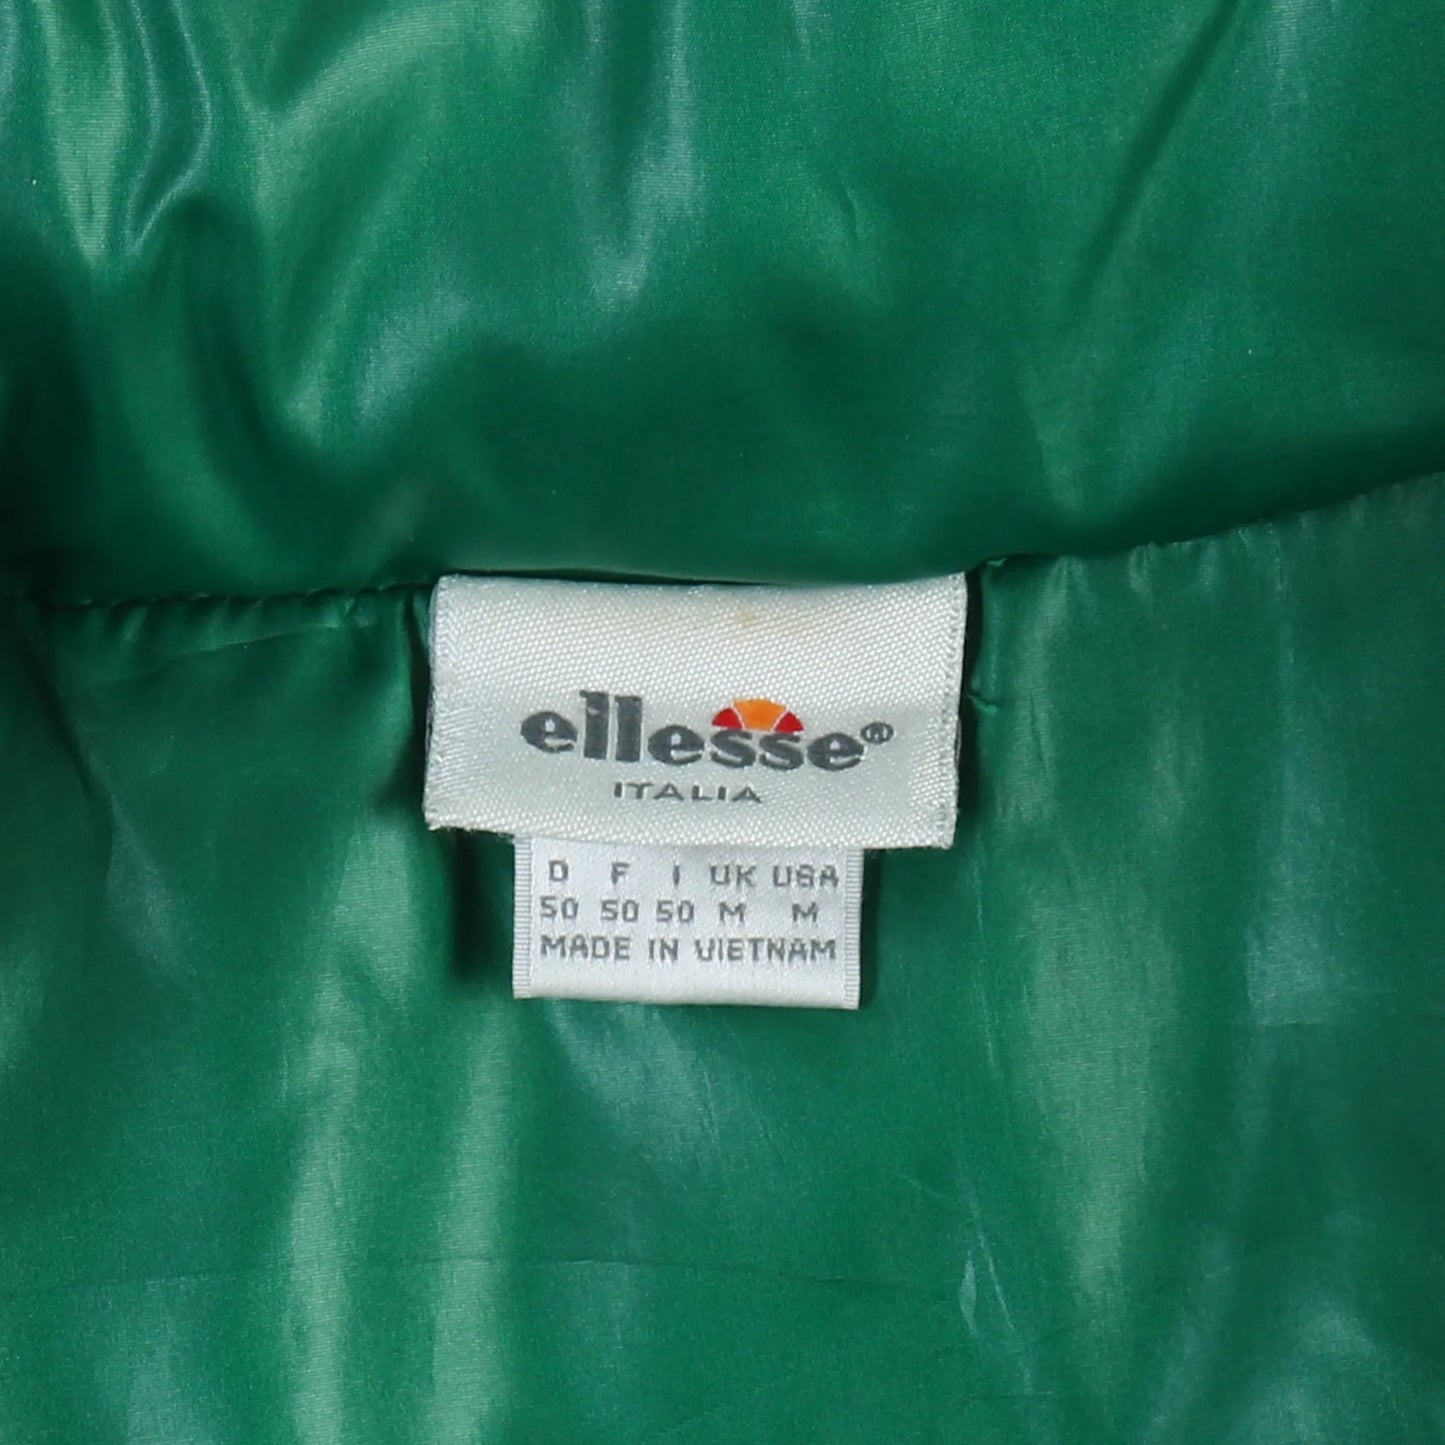 ellesse®
ITALIA
D F I UK USA
50 50 50 M M
MADE IN VIETNAM